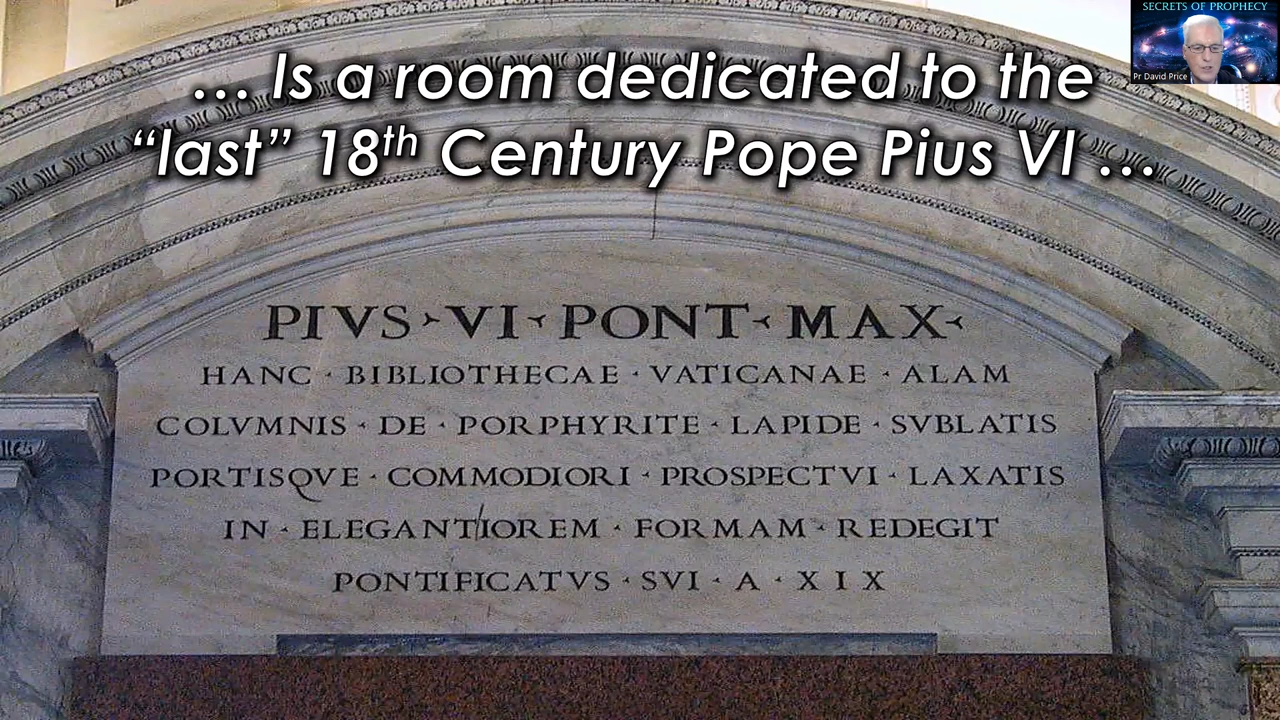 SECRETS OF PROPHECY
Pr David Price
… Is a room dedicated to the
“last” 18th Century Pope Pius VI …
PIVS VI PONT MAX
HANC · BIBLIOTHECAE · VATICANAE · ALAM
COLVMNIS · DE · PORPHYRITE · LAPIDE · SVBLATIS
PORTISQVE · COMMODIORI · PROSPECTVI · LAXATIS
IN · ELEGANTIOREM · FORMAM · REDEGIT
PONTIFICATVS · SVI · A · X I X